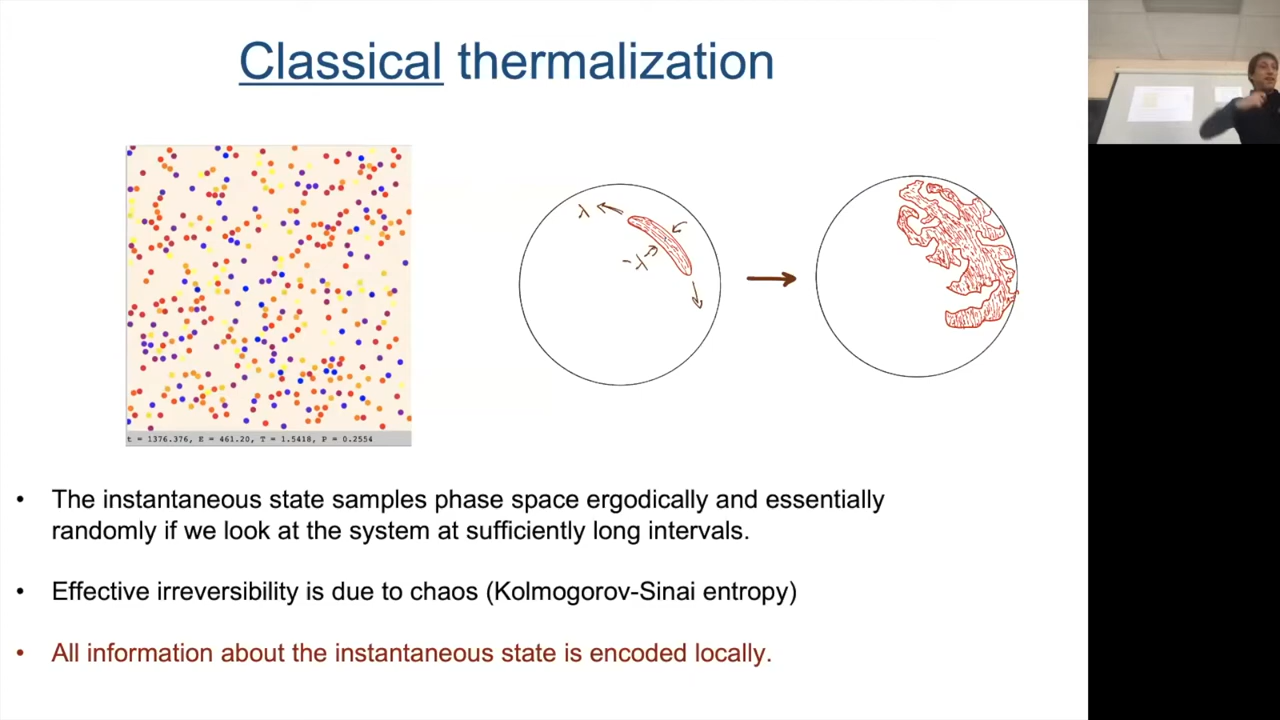 Classical thermalization
λ
-λ
t = 1376.376, E = 461.20, T = 1.5418, P = 0.2554
• The instantaneous state samples phase space ergodically and essentially
randomly if we look at the system at sufficiently long intervals.
• Effective irreversibility is due to chaos (Kolmogorov-Sinai entropy)
• All information about the instantaneous state is encoded locally.